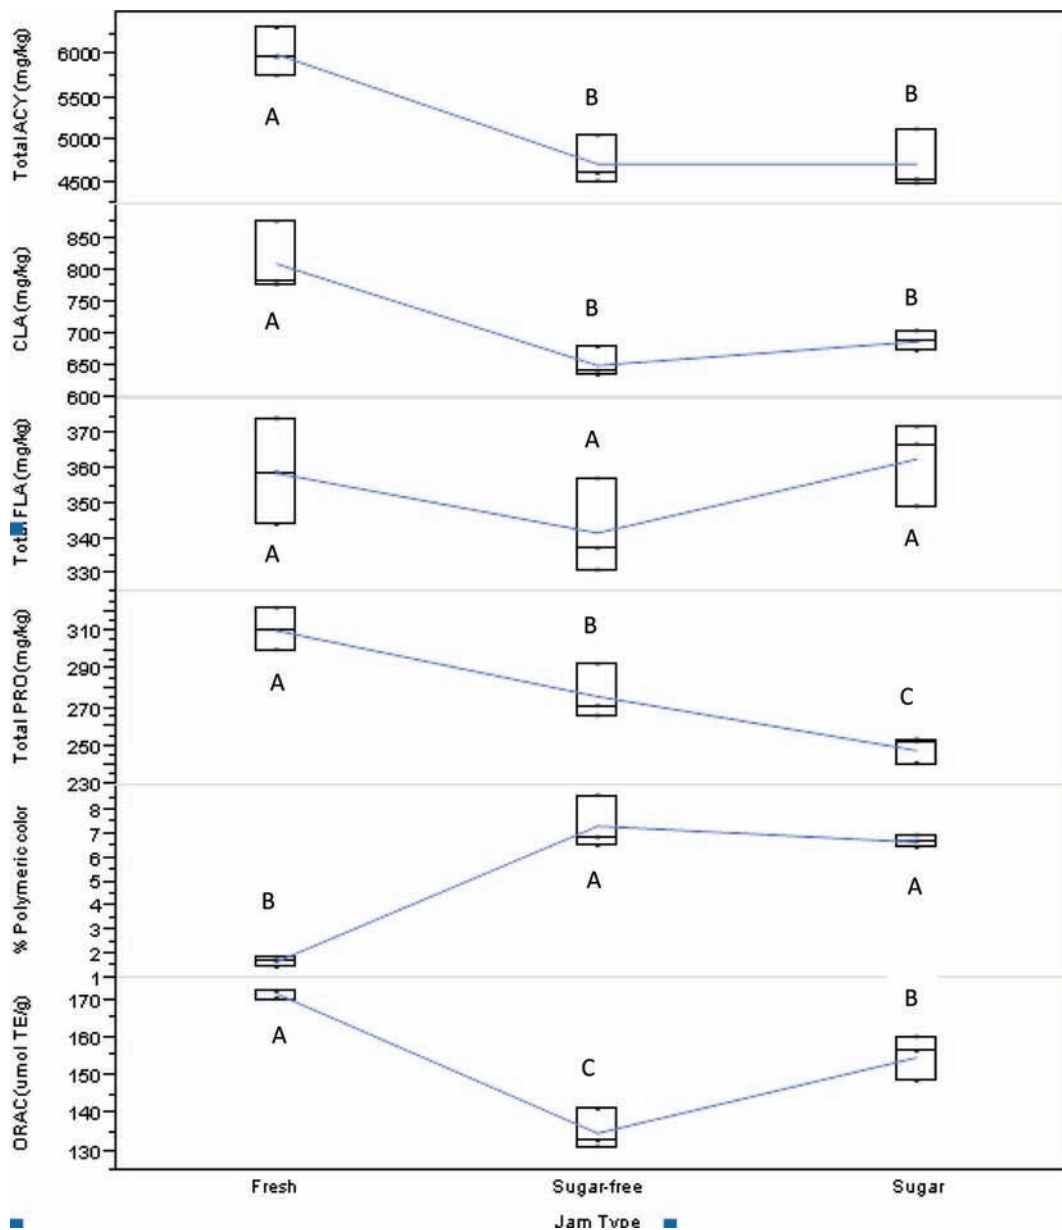 Total ACY(mg/kg)
6000
5500
5000
4500
A
B
B
CLA(mg/kg)
850
800
750
700
650
600
A
B
B
Total FLA(mg/kg)
370
360
350
340
330
A
A
A
Total PRO(mg/kg)
310
290
270
250
230
A
B
C
% Polymeric color
8
7
6
5
4
3
2
1
B
A
A
ORAC(umol TE/g)
170
160
150
140
130
A
C
B
Fresh
Sugar-free
Sugar
Jam Type